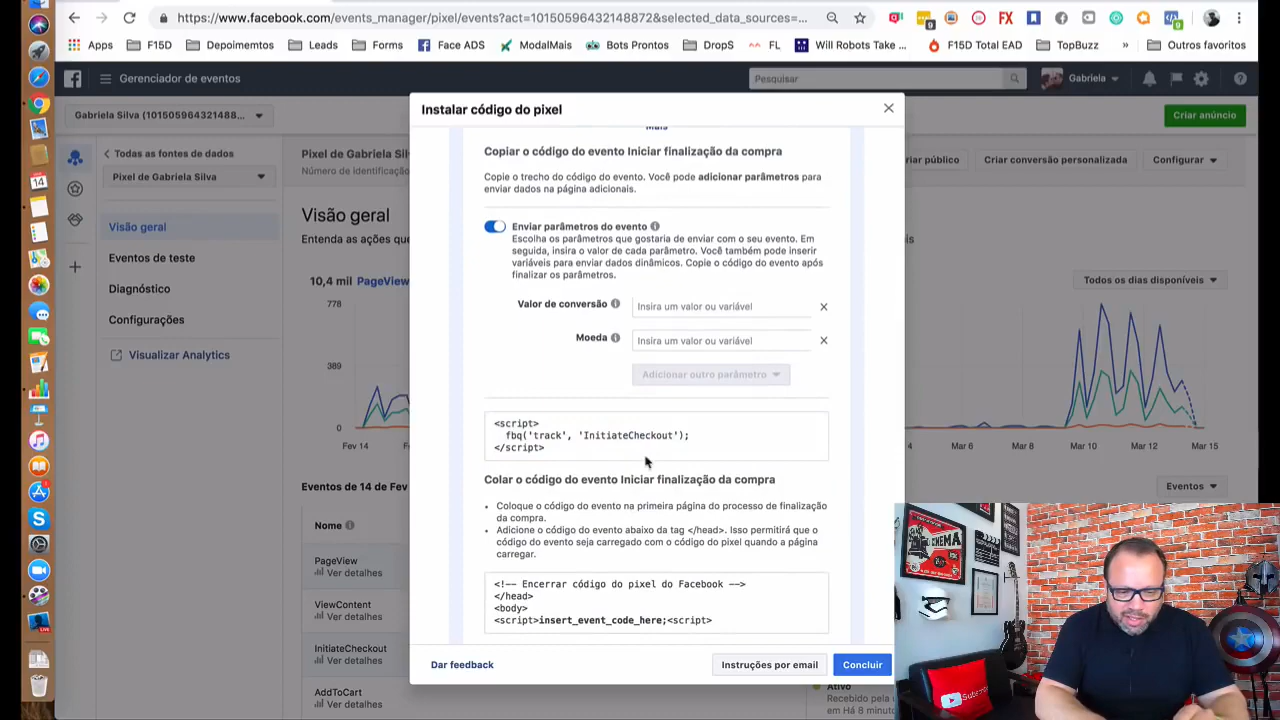 https://www.facebook.com/events_manager/pixel/events?act=10150596432148872&selected_data_sources=...
9
9
Apps
F15D
Depoimentos
Leads
Forms
Face ADS
ModalMais
Bots Prontos
DropS
FL
Will Robots Take ...
F15D Total EAD
TopBuzz
»
Outros favoritos
Gerenciador de eventos
Pesquisar
Gabriela
Gabriela Silva (101505964321488...
Criar anúncio
Instalar código do pixel
Todas as fontes de dados
Pixel de Gabriela Silva
Pixel de Gabriela Silv
Número de identificação
riar público
Criar conversão personalizada
Configurar
Visão geral
Eventos de teste
Diagnóstico
Configurações
Visualizar Analytics
Visão geral
Entenda as ações que
is
10,4 mil PageView
Todos os dias disponíveis
778
389
0
Fev 14
4
Mar 6
Mar 8
Mar 10
Mar 12
Mar 15
Eventos de 14 de Fev
Eventos
Nome
PageView
Ver detalhes
ViewContent
Ver detalhes
InitiateCheckout
Ver detalhes
AddToCart
Ver detalhes
Mais
Copiar o código do evento Iniciar finalização da compra
Copie o trecho do código do evento. Você pode adicionar parâmetros para
enviar dados na página adicionais.
Enviar parâmetros do evento
Escolha os parâmetros que gostaria de enviar com o seu evento. Em
seguida, insira o valor de cada parâmetro. Você também pode inserir
variáveis para enviar dados dinâmicos. Copie o código do evento após
finalizar os parâmetros.
Valor de conversão
Insira um valor ou variável
Moeda
Insira um valor ou variável
Adicionar outro parâmetro
<script>
fbq('track', 'InitiateCheckout');
</script>
Colar o código do evento Iniciar finalização da compra
• Coloque o código do evento na primeira página do processo de finalização
da compra.
• Adicione o código do evento abaixo da tag </head>. Isso permitirá que o
código do evento seja carregado com o código do pixel quando a página
carregar.
<!-- Encerrar código do pixel do Facebook -->
</head>
<body>
<script>insert_event_code_here;<script>
Dar feedback
Instruções por email
Concluir
Ativo
Recebido pela
em Há 8 m
14
CINEMA
Subscribe